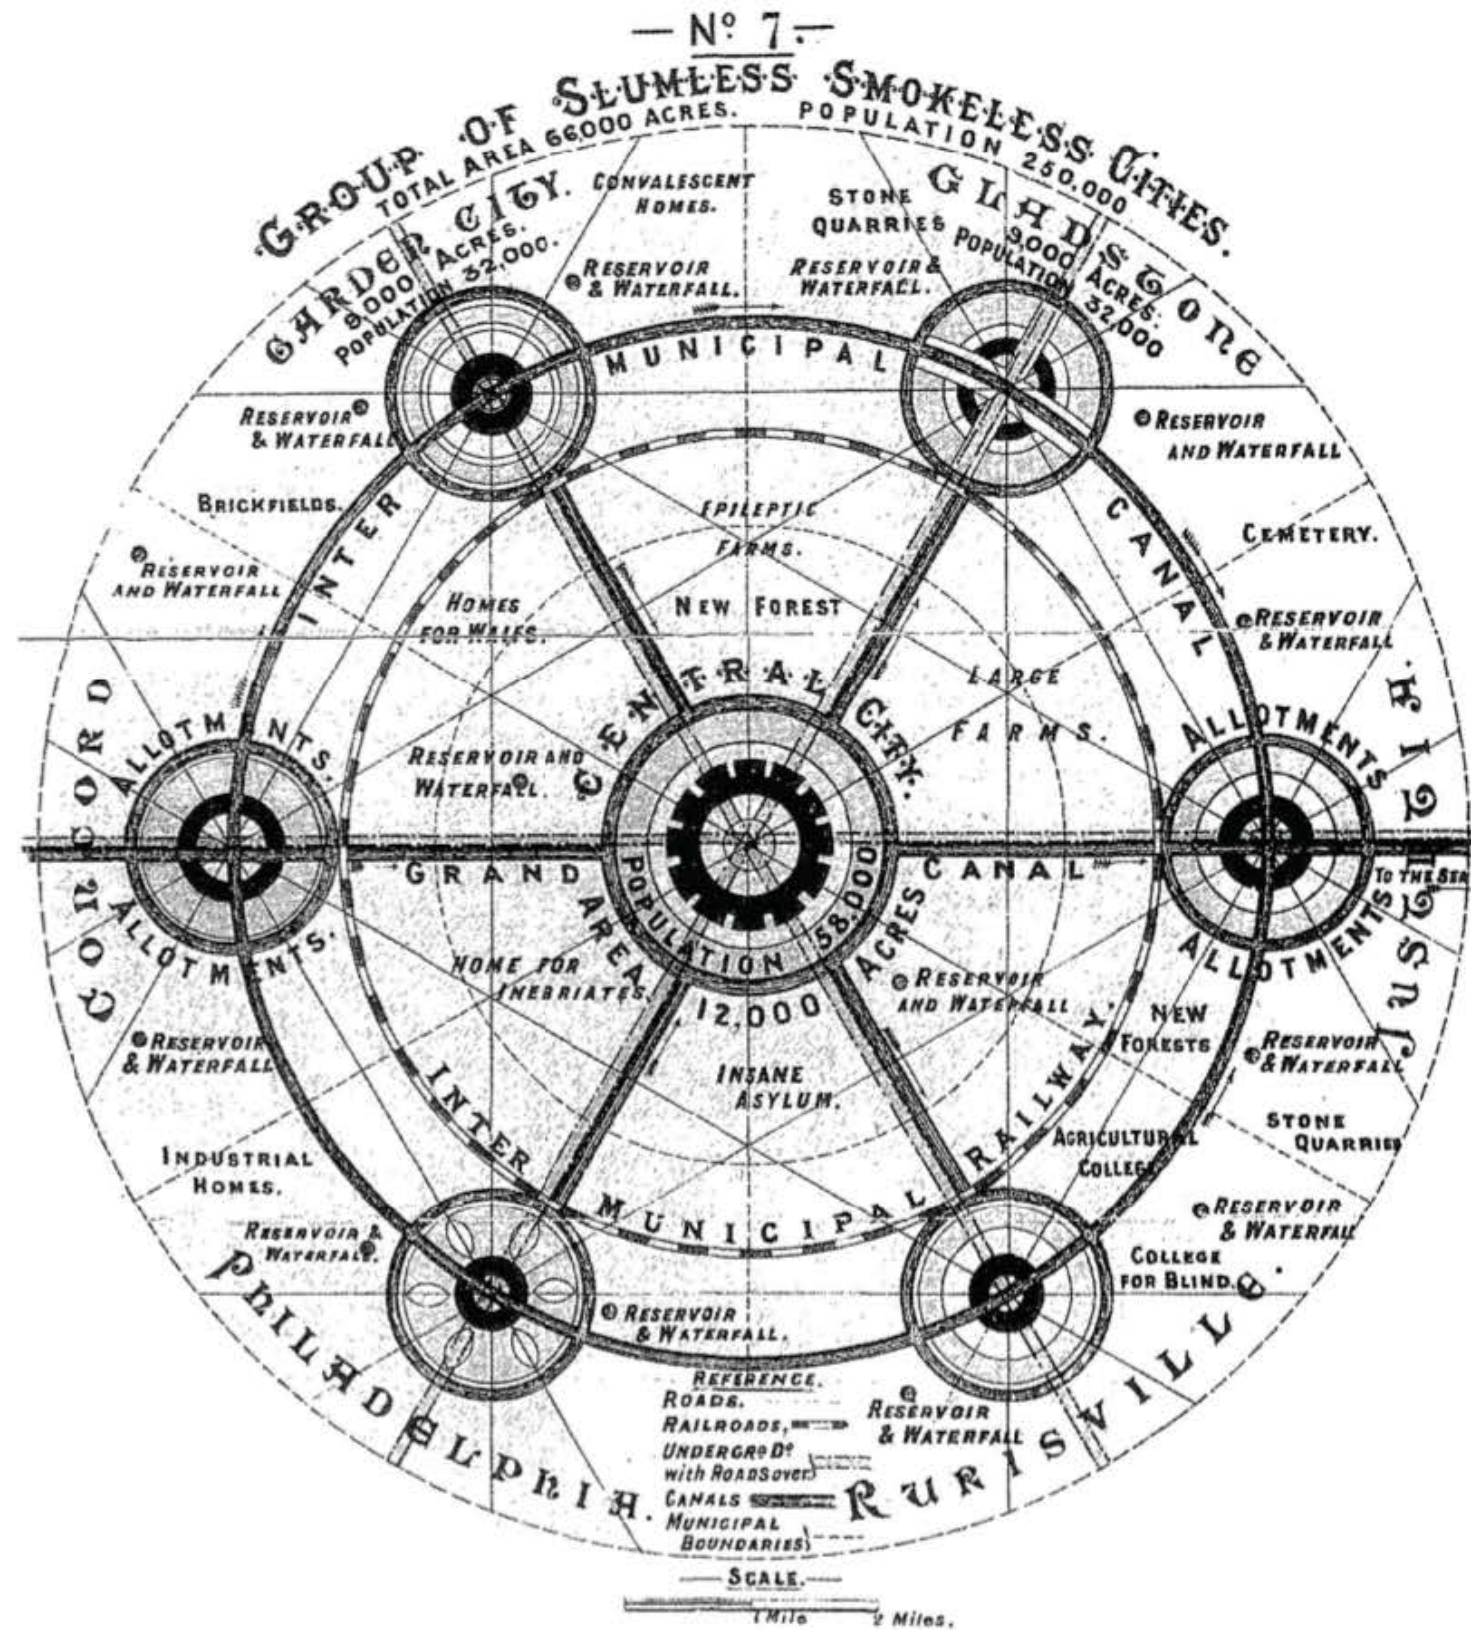 — Nº 7. —
GROUP OF SLUMLESS SMOKELESS CITIES.
TOTAL AREA 66000 ACRES. POPULATION 250.000
GARDEN CITY.
9,000 ACRES.
POPULATION 32,000.
CONVALESCENT
HOMES.
STONE
QUARRIES
GLADSTONE
9,000 ACRES.
POPULATION 32,000
RESERVOIR
& WATERFALL.
RESERVOIR &
WATERFALL.
INTER MUNICIPAL CANAL
RESERVOIR
& WATERFALL
RESERVOIR
AND WATERFALL
BRICKFIELDS.
EPILEPTIC
FARMS.
CEMETERY.
RESERVOIR
AND WATERFALL
HOMES
FOR WAIFS.
NEW FOREST
RESERVOIR
& WATERFALL
LARGE
FARMS.
CENTRAL CITY.
CONCORD
ALLOTMENTS.
RESERVOIR AND
WATERFALL.
ALLOTMENTS
GRAND CANAL
TO THE SEA
POPULATION 58.000
AREA 12,000 ACRES
ALLOTMENTS.
ALLOTMENTS
HOME FOR
INEBRIATES.
RESERVOIR
AND WATERFALL
NEW
FORESTS
RESERVOIR
& WATERFALL
RESERVOIR
& WATERFALL
INSANE
ASYLUM.
INTER MUNICIPAL RAILWAY.
AGRICULTURAL
COLLEGE
STONE
QUARRIES
INDUSTRIAL
HOMES.
RESERVOIR &
WATERFALL.
RESERVOIR
& WATERFALL
COLLEGE
FOR BLIND.
RESERVOIR
& WATERFALL.
PHILADELPHIA.
RURISVILLE.
REFERENCE.
ROADS.
RAILROADS,
UNDERGRᴰ Dº
with ROADS over
CANALS
MUNICIPAL
BOUNDARIES
RESERVOIR
& WATERFALL
— SCALE. —
1 Mile 2 Miles.